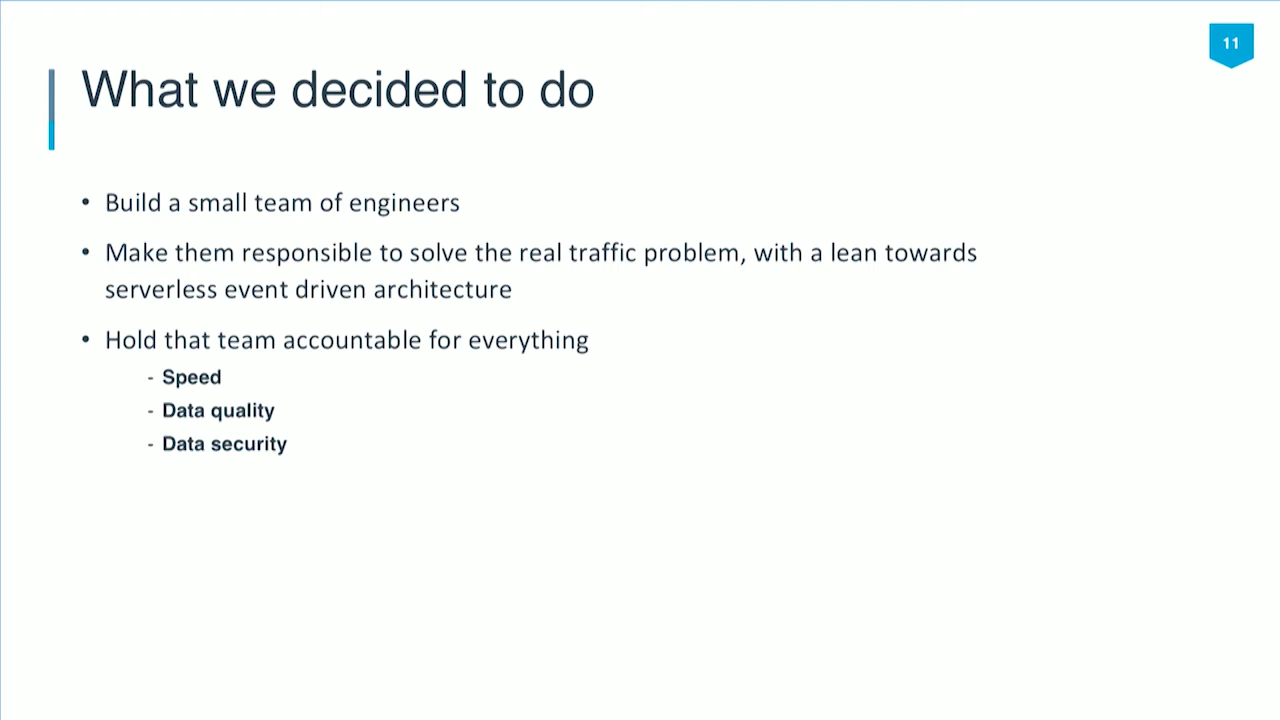 11
What we decided to do
• Build a small team of engineers
• Make them responsible to solve the real traffic problem, with a lean towards
serverless event driven architecture
• Hold that team accountable for everything
- Speed
- Data quality
- Data security